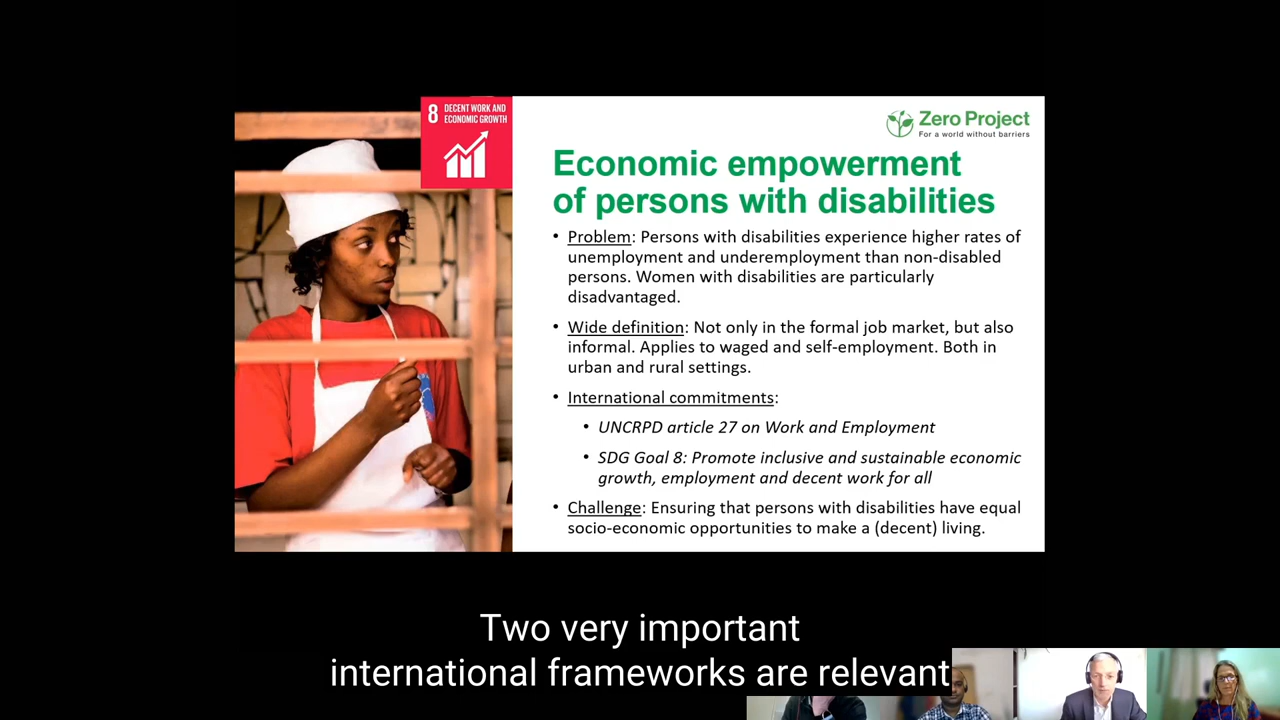 8 DECENT WORK AND
ECONOMIC GROWTH
Zero Project
For a world without barriers
Economic empowerment
of persons with disabilities
• Problem: Persons with disabilities experience higher rates of
unemployment and underemployment than non-disabled
persons. Women with disabilities are particularly
disadvantaged.
• Wide definition: Not only in the formal job market, but also
informal. Applies to waged and self-employment. Both in
urban and rural settings.
• International commitments:
• UNCRPD article 27 on Work and Employment
• SDG Goal 8: Promote inclusive and sustainable economic
growth, employment and decent work for all
• Challenge: Ensuring that persons with disabilities have equal
socio-economic opportunities to make a (decent) living.
Two very important
international frameworks are relevant